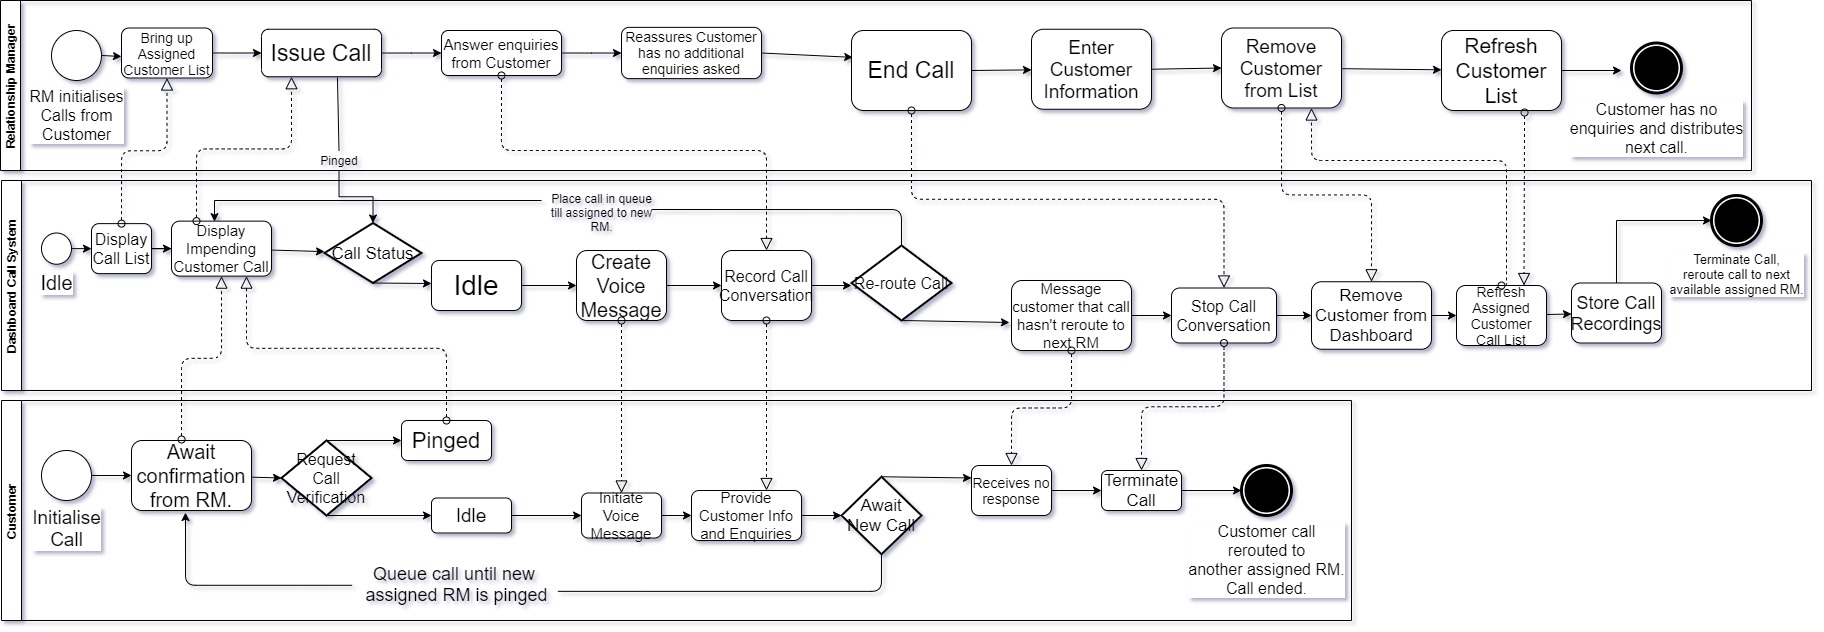 Relationship Manager
RM initialises
Calls from
Customer
Bring up
Assigned
Customer List
Issue Call
Answer enquiries
from Customer
Reassures Customer
has no additional
enquiries asked
End Call
Enter
Customer
Information
Remove
Customer
from List
Refresh
Customer
List
Customer has no
enquiries and distributes
next call.
Pinged
Dashboard Call System
Idle
Display
Call List
Display
Impending
Customer Call
Call Status
Place call in queue
till assigned to new
RM.
Idle
Create
Voice
Message
Record Call
Conversation
Re-route Call
Message
customer that call
hasn't reroute to
next RM
Stop Call
Conversation
Remove
Customer from
Dashboard
Refresh
Assigned
Customer
Call List
Store Call
Recordings
Terminate Call,
reroute call to next
available assigned RM.
Customer
Initialise
Call
Await
confirmation
from RM.
Request
Call
Verification
Pinged
Idle
Initiate
Voice
Message
Provide
Customer Info
and Enquiries
Await
New Call
Receives no
response
Terminate
Call
Customer call
rerouted to
another assigned RM.
Call ended.
Queue call until new
assigned RM is pinged